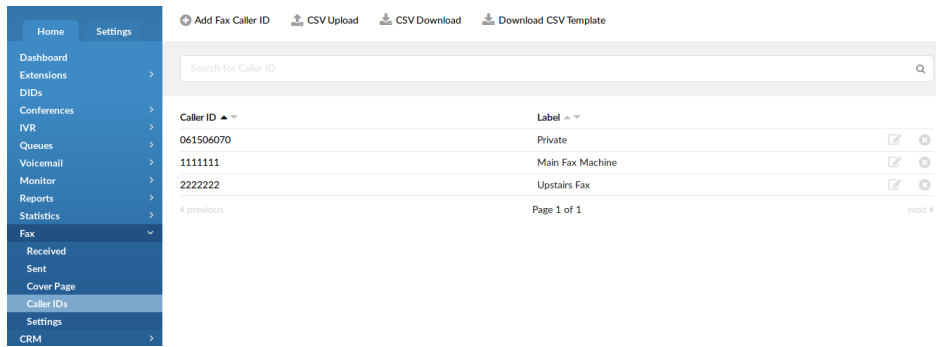 Home Settings
Dashboard
Extensions
DIDs
Conferences
IVR
Queues
Voicemail
Monitor
Reports
Statistics
Fax
Received
Sent
Cover Page
Caller IDs
Settings
CRM
Add Fax Caller ID CSV Upload CSV Download Download CSV Template
Search for Caller ID
Caller ID Label
061506070 Private
1111111 Main Fax Machine
2222222 Upstairs Fax
previous Page 1 of 1 next